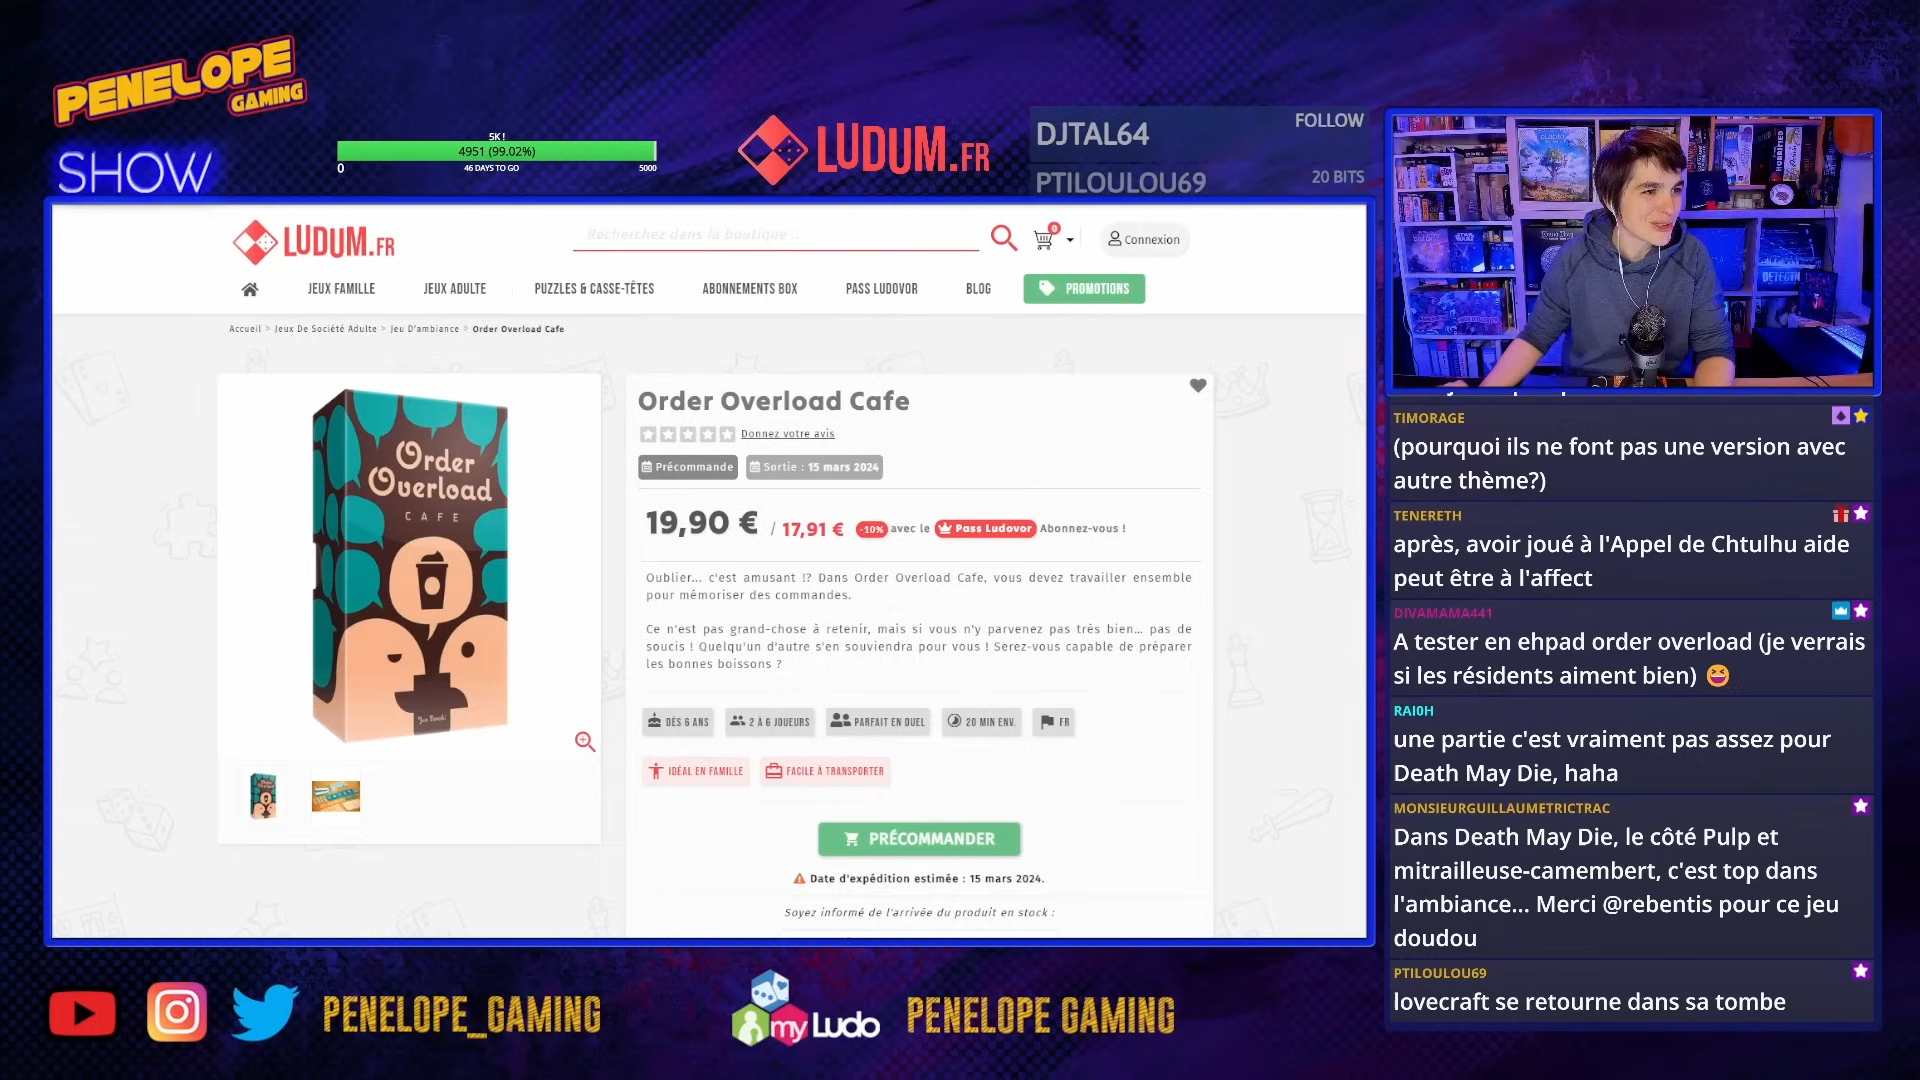 PENELOPE
GAMING
SHOW
5K!
4951 (99.02%)
0
46 DAYS TO GO
5000
LUDUM.FR
DJTAL64
FOLLOW
PTILOULOU69
20 BITS
LUDUM.FR
Recherchez dans la boutique ...
0
Connexion
JEUX FAMILLE
JEUX ADULTE
PUZZLES & CASSE-TÊTES
ABONNEMENTS BOX
PASS LUDOVOR
BLOG
PROMOTIONS
Accueil > Jeux De Société Adulte > Jeu D'ambiance > Order Overload Cafe
Order
Overload
CAFE
Order Overload Cafe
Donnez votre avis
Précommande
Sortie : 15 mars 2024
19,90 € / 17,91 € -10% avec le Pass Ludovor Abonnez-vous !
Oublier... c'est amusant !? Dans Order Overload Cafe, vous devez travailler ensemble
pour mémoriser des commandes.
Ce n'est pas grand-chose à retenir, mais si vous n'y parvenez pas très bien... pas de
soucis ! Quelqu'un d'autre s'en souviendra pour vous ! Serez-vous capable de préparer
les bonnes boissons ?
DÈS 6 ANS
2 À 6 JOUEURS
PARFAIT EN DUEL
20 MIN ENV.
FR
IDÉAL EN FAMILLE
FACILE À TRANSPORTER
PRÉCOMMANDER
Date d'expédition estimée : 15 mars 2024.
Soyez informé de l'arrivée du produit en stock :
TIMORAGE
(pourquoi ils ne font pas une version avec
autre thème?)
TENERETH
après, avoir joué à l'Appel de Chtulhu aide
peut être à l'affect
DIVAMAMA441
A tester en ehpad order overload (je verrais
si les résidents aiment bien) 😆
RAI0H
une partie c'est vraiment pas assez pour
Death May Die, haha
MONSIEURGUILLAUMETRICTRAC
Dans Death May Die, le côté Pulp et
mitrailleuse-camembert, c'est top dans
l'ambiance... Merci @rebentis pour ce jeu
doudou
PTILOULOU69
lovecraft se retourne dans sa tombe
PENELOPE_GAMING
myLudo
PENELOPE GAMING